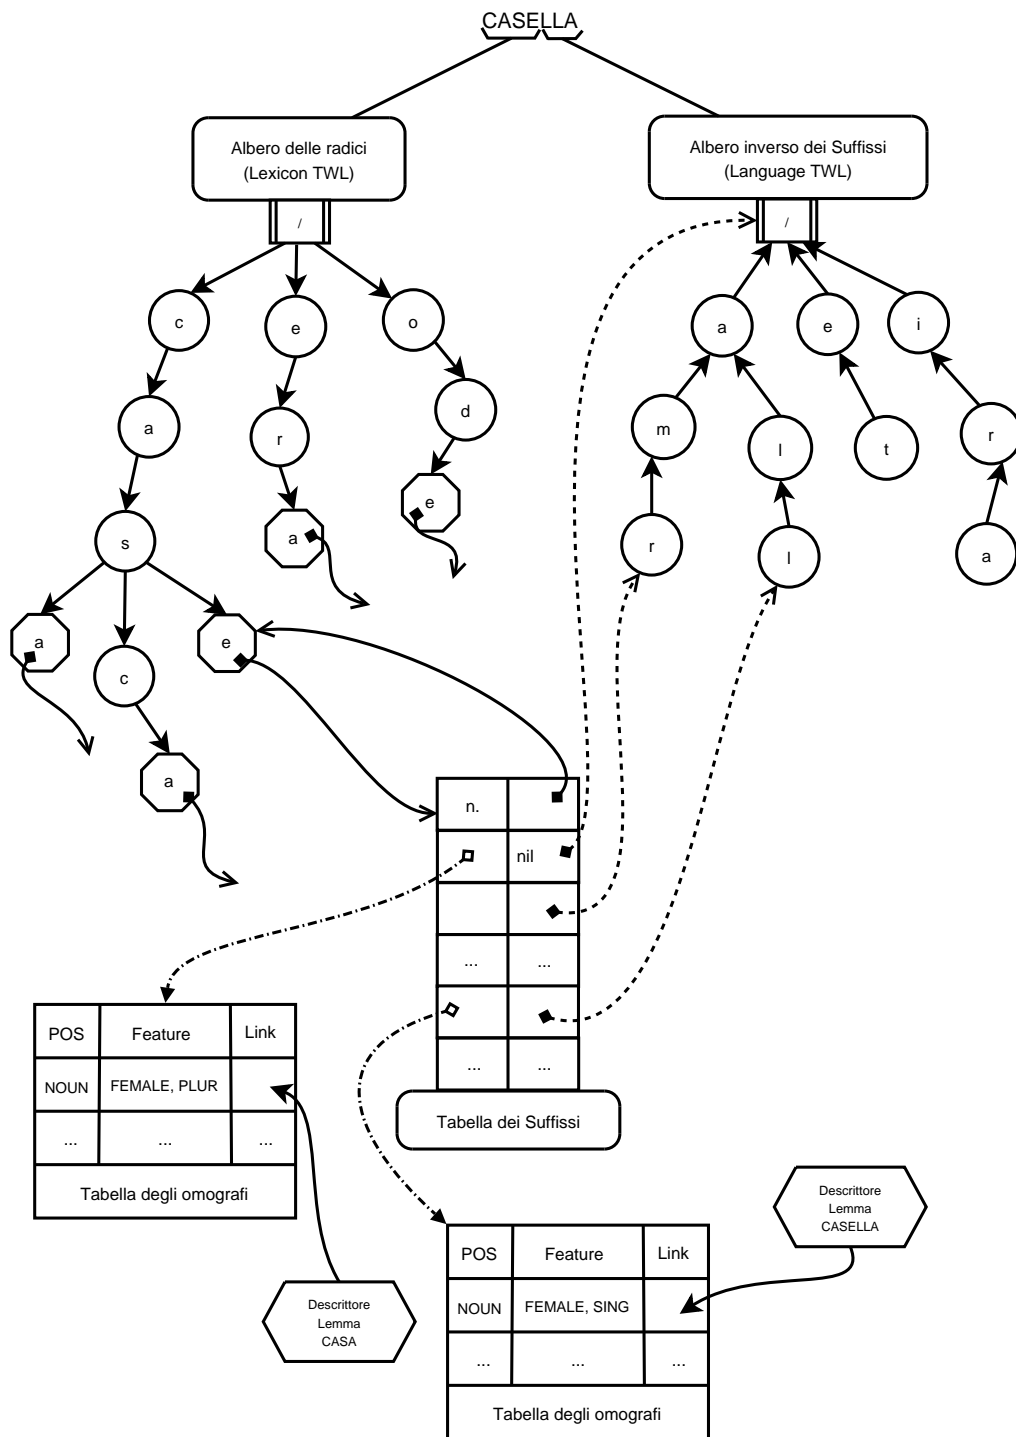 CASELLA
Albero delle radici
(Lexicon TWL)
Albero inverso dei Suffissi
(Language TWL)
/
/
c
e
o
a
e
i
a
r
d
m
l
t
r
s
a
e
r
l
a
a
c
e
a
n.
nil
... ...
... ...
Tabella dei Suffissi
POS Feature Link
NOUN FEMALE, PLUR
... ... ...
Tabella degli omografi
Descrittore
Lemma
CASA
Descrittore
Lemma
CASELLA
POS Feature Link
NOUN FEMALE, SING
... ... ...
Tabella degli omografi